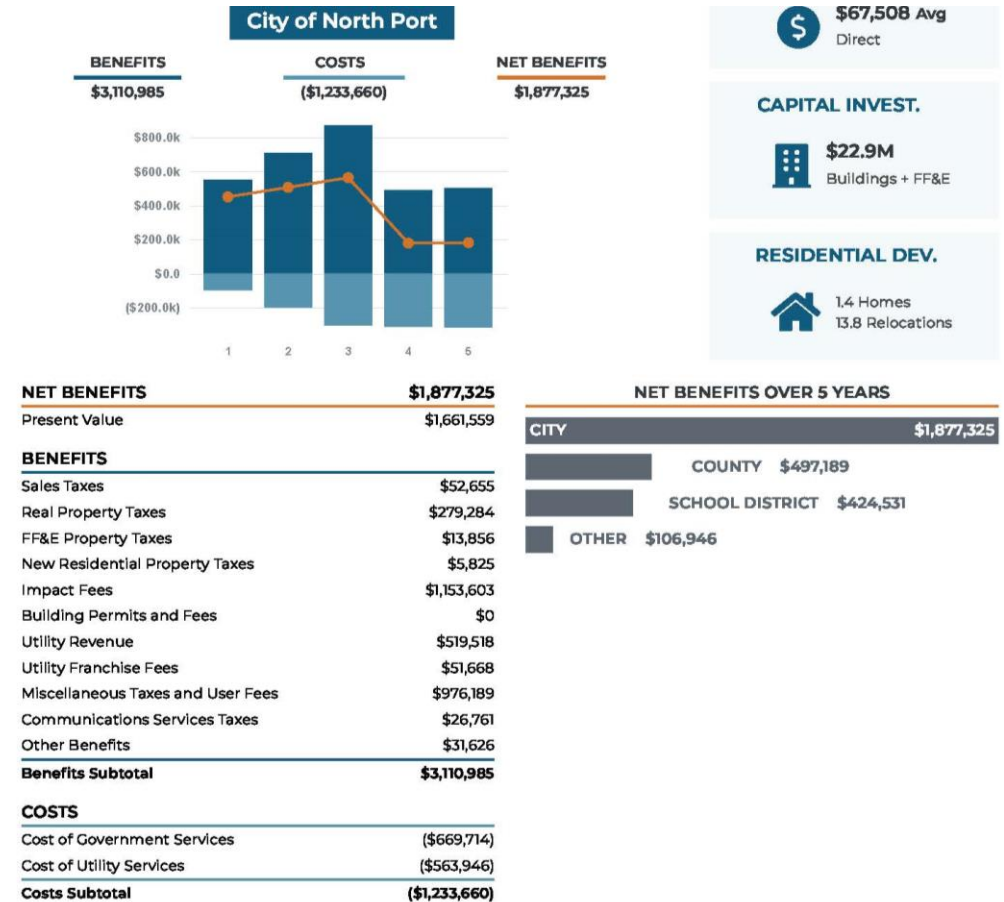 City of North Port
BENEFITS COSTS NET BENEFITS
$3,110,985 ($1,233,660) $1,877,325
$800.0k
$600.0k
$400.0k
$200.0k
$0.0
($200.0k)
1 2 3 4 5
$67,508 Avg
Direct
CAPITAL INVEST.
$22.9M
Buildings + FF&E
RESIDENTIAL DEV.
1.4 Homes
13.8 Relocations
NET BENEFITS $1,877,325
Present Value $1,661,559
BENEFITS
Sales Taxes $52,655
Real Property Taxes $279,284
FF&E Property Taxes $13,856
New Residential Property Taxes $5,825
Impact Fees $1,153,603
Building Permits and Fees $0
Utility Revenue $519,518
Utility Franchise Fees $51,668
Miscellaneous Taxes and User Fees $976,189
Communications Services Taxes $26,761
Other Benefits $31,626
Benefits Subtotal $3,110,985
COSTS
Cost of Government Services ($669,714)
Cost of Utility Services ($563,946)
Costs Subtotal ($1,233,660)
NET BENEFITS OVER 5 YEARS
CITY $1,877,325
COUNTY $497,189
SCHOOL DISTRICT $424,531
OTHER $106,946